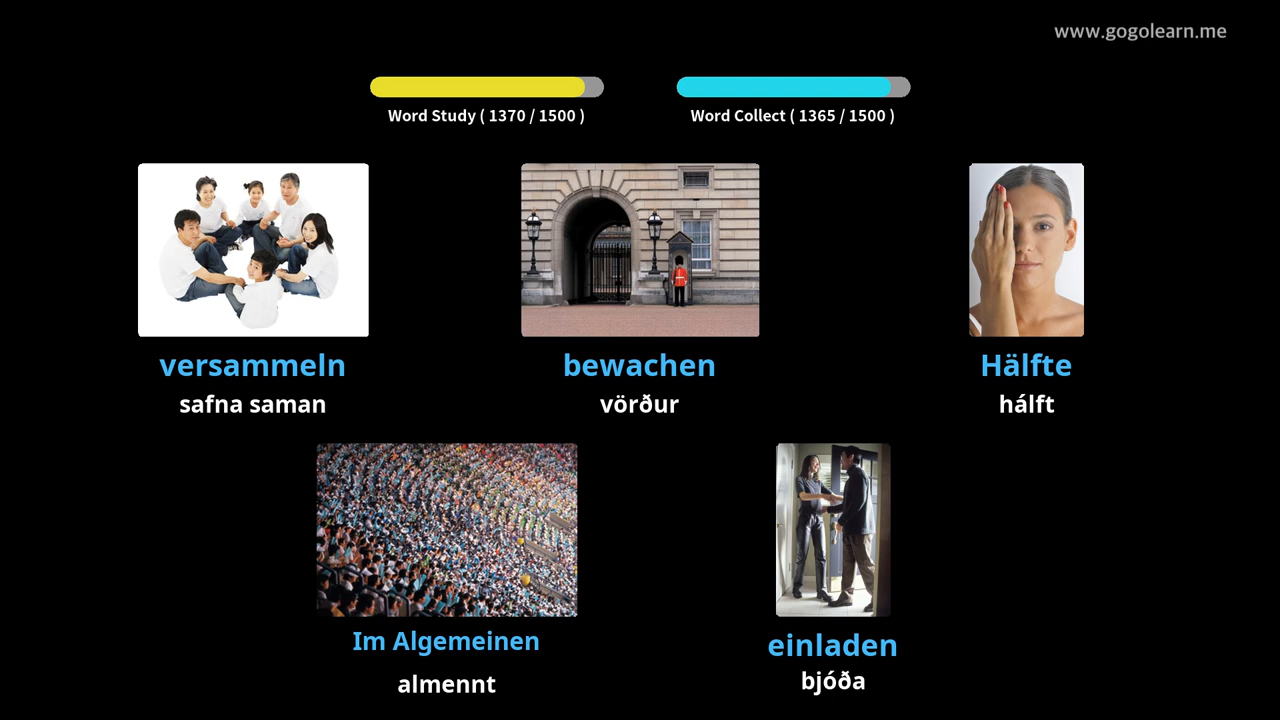 www.gogolearn.me
Word Study ( 1370 / 1500 )
Word Collect ( 1365 / 1500 )
versammeln
safna saman
bewachen
vörður
Hälfte
hálft
Im Algemeinen
almennt
einladen
bjóða